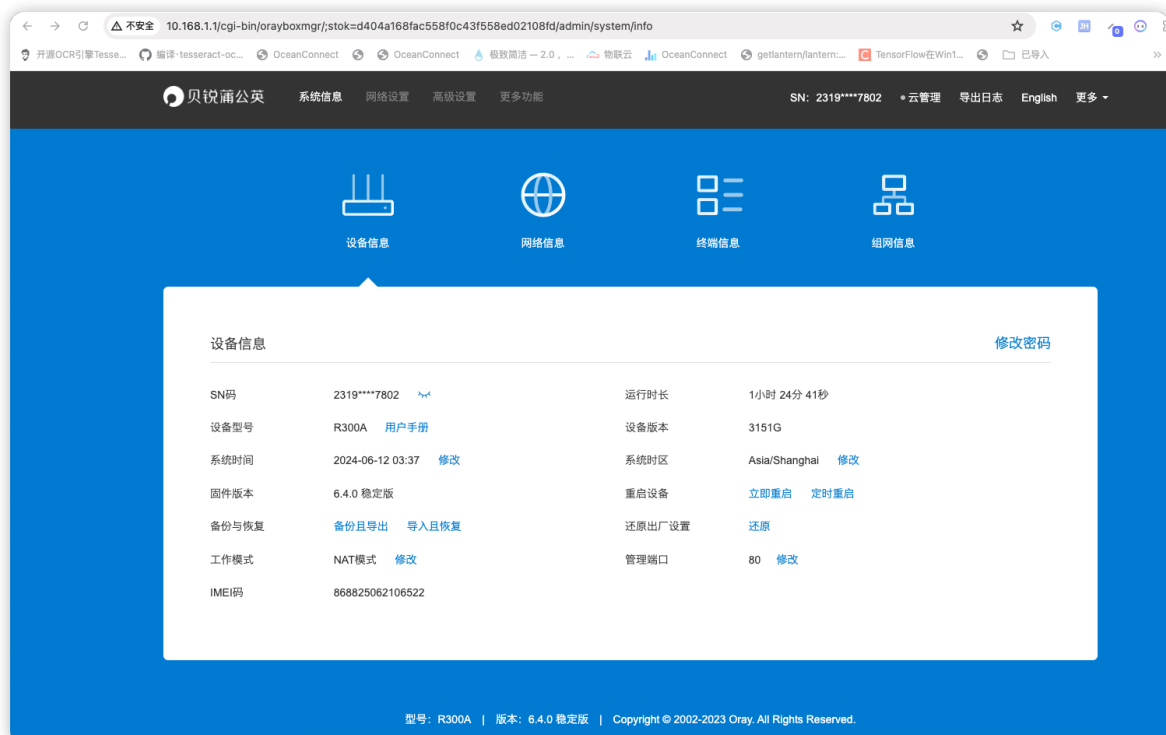 不安全 10.168.1.1/cgi-bin/orayboxmgr/;stok=d404a168fac558f0c43f558ed02108fd/admin/system/info
开源OCR引擎Tesse... 编译·tesseract-oc... OceanConnect OceanConnect 极致简洁 — 2.0 , ... 物联云 OceanConnect getlantern/lantern:... TensorFlow在Win1... 已导入
贝锐蒲公英 系统信息 网络设置 高级设置 更多功能 SN: 2319****7802 云管理 导出日志 English 更多
设备信息 网络信息 终端信息 组网信息
设备信息 修改密码
SN码 2319****7802 运行时长 1小时 24分 41秒
设备型号 R300A 用户手册 设备版本 3151G
系统时间 2024-06-12 03:37 修改 系统时区 Asia/Shanghai 修改
固件版本 6.4.0 稳定版 重启设备 立即重启 定时重启
备份与恢复 备份且导出 导入且恢复 还原出厂设置 还原
工作模式 NAT模式 修改 管理端口 80 修改
IMEI码 868825062106522
型号: R300A | 版本: 6.4.0 稳定版 | Copyright © 2002-2023 Oray. All Rights Reserved.